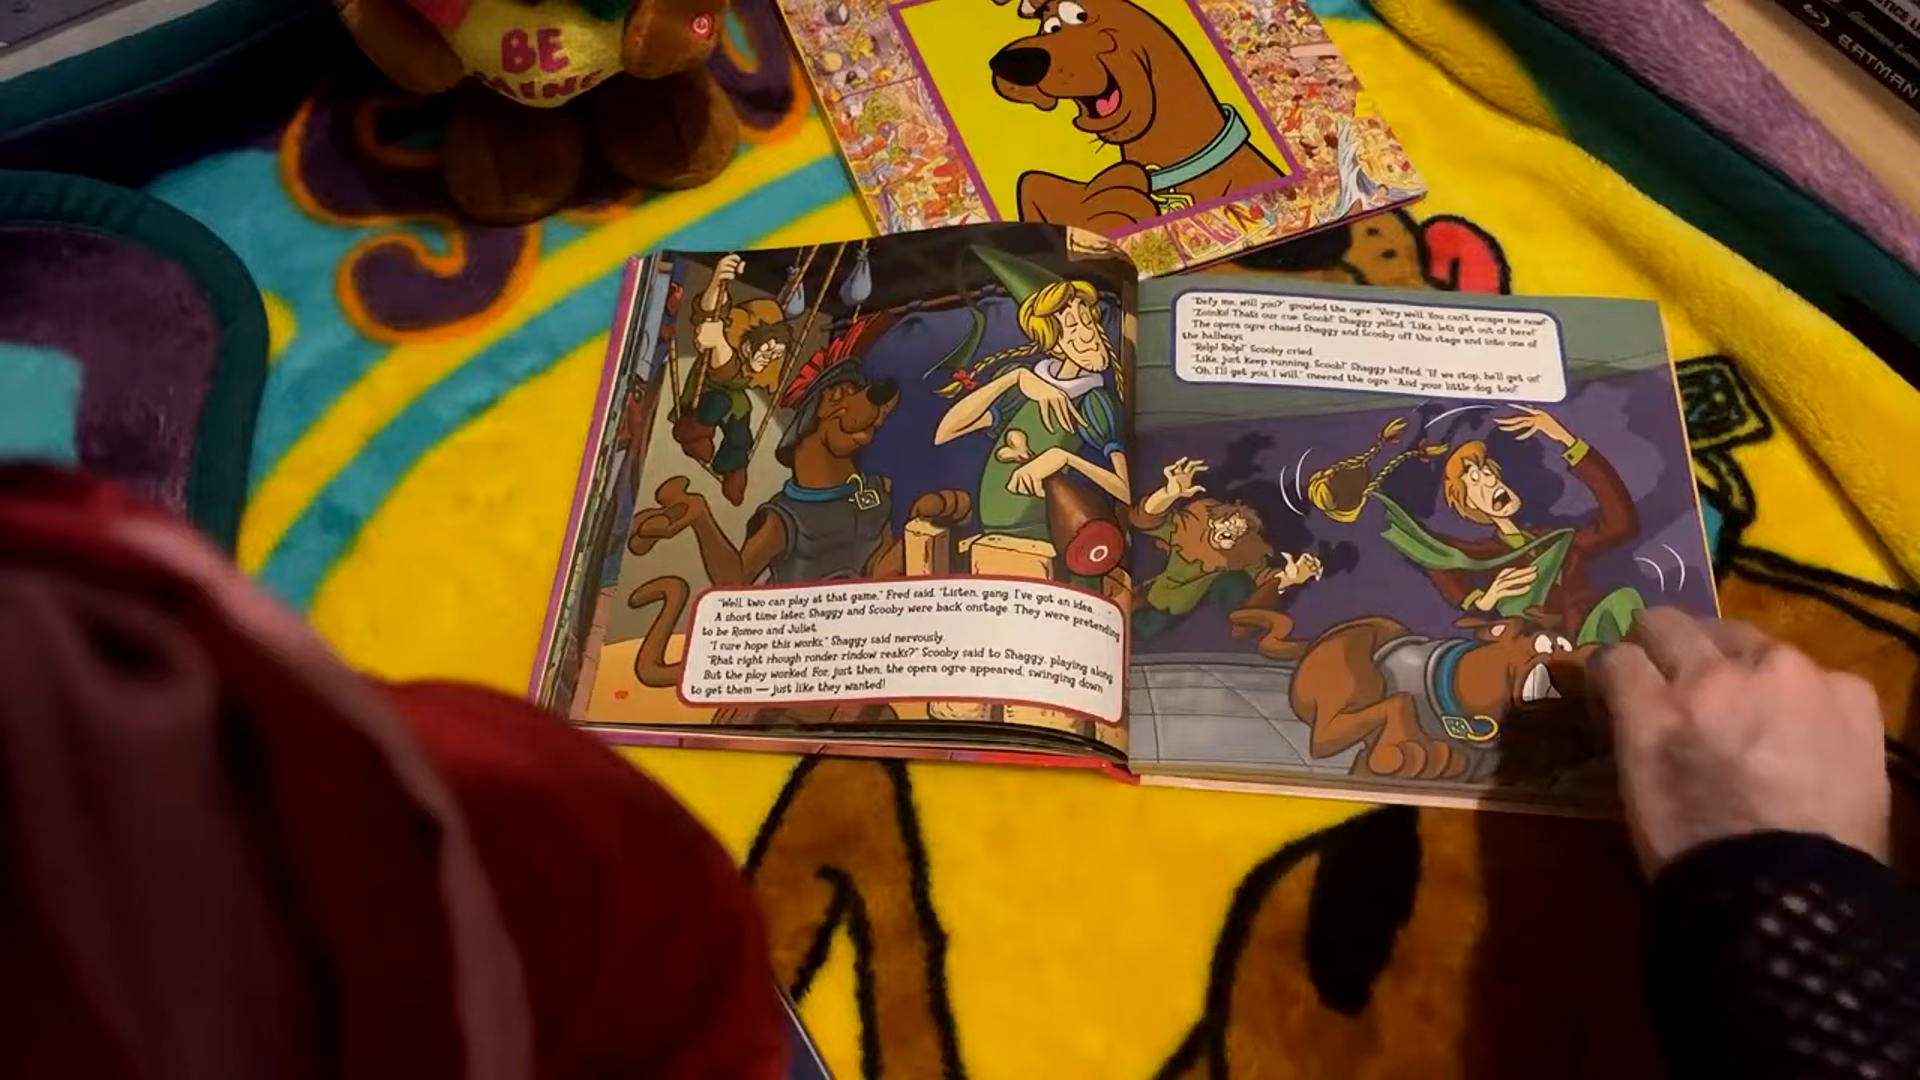 BE
MINE
BATMAN
"Well, two can play at that game," Fred said. "Listen, gang. I've got an idea . . ."
A short time later, Shaggy and Scooby were back onstage. They were pretending
to be Romeo and Juliet.
"I sure hope this works," Shaggy said nervously.
"Rhat right rhough ronder rindow reaks?" Scooby said to Shaggy, playing along.
But the ploy worked. For, just then, the opera ogre appeared, swinging down
to get them — just like they wanted!
"Defy me, will you?" growled the ogre. "Very well. You can't escape me now!"
"Zoinks! That's our cue, Scoob!" Shaggy yelled. "Like, let's get out of here!"
The opera ogre chased Shaggy and Scooby off the stage and into one of
the hallways.
"Relp! Relp!" Scooby cried.
"Like, just keep running, Scoob!" Shaggy huffed. "If we stop, he'll get us!"
"Oh, I'll get you, I will," sneered the ogre. "And your little dog, too!"